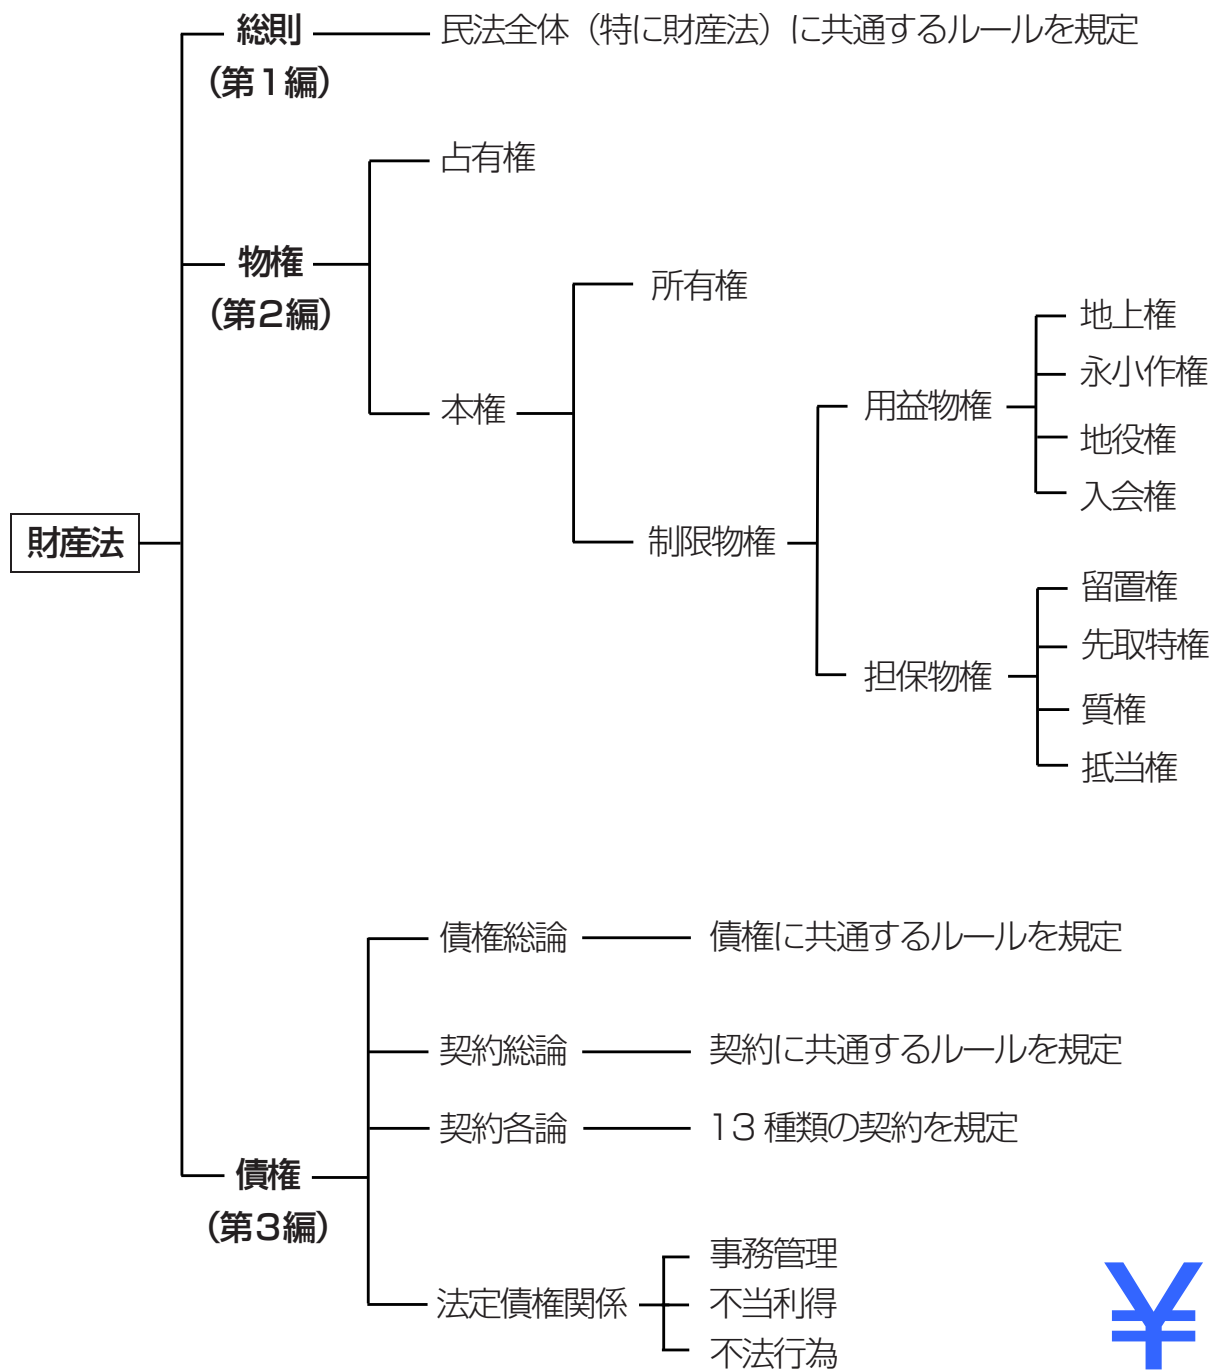 総則
民法全体（特に財産法）に共通するルールを規定
（第１編）
占有権
物権
（第２編）
所有権
地上権
永小作権
本権
用益物権
地役権
入会権
財産法
制限物権
留置権
先取特権
担保物権
質権
抵当権
債権総論
債権に共通するルールを規定
契約総論
契約に共通するルールを規定
契約各論
13 種類の契約を規定
債権
（第３編）
事務管理
法定債権関係
不当利得
不法行為
¥